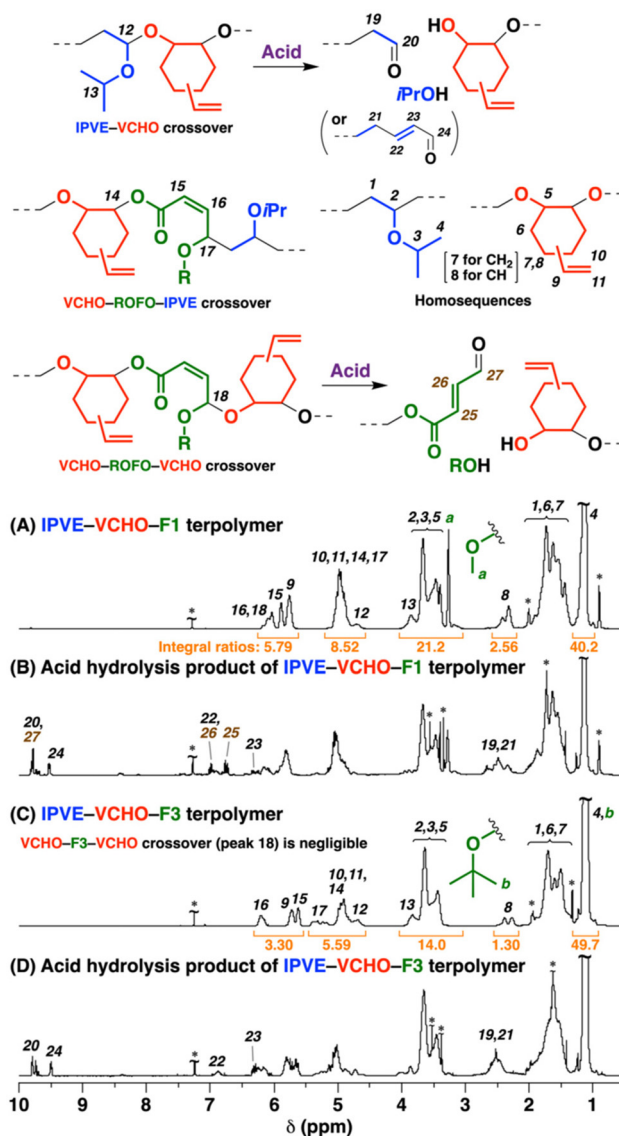 12
O
O
Acid
19
20
O
OH
O
13
O
iPrOH
IPVE–VCHO crossover
(or
21
23
24
22
O
)
O
14
O
15
16
OiPr
O
17
O
R
VCHO–ROFO–IPVE
crossover
1
2
O
3
4
[7 for CH2
8 for CH]
O
5
O
6
7,8
10
9
11
Homosequences
O
O
O
18
O
O
O
R
VCHO–ROFO–VCHO
crossover
Acid
O
26
27
O
25
O
ROH
HO
O
(A) IPVE–VCHO–F1 terpolymer
16,18
15
9
10,11,14,17
12
13
2,3,5
a
O
a
8
*
1,6,7
4
*
*
Integral ratios: 5.79
8.52
21.2
2.56
40.2
(B) Acid hydrolysis product of IPVE–VCHO–F1 terpolymer
20,
27
24
*
22,
26
25
23
*
*
19,21
*
*
(C) IPVE–VCHO–F3 terpolymer
VCHO–F3–VCHO crossover (peak 18) is negligible
*
16
9
15
17
10,11,
14
12
13
2,3,5
O
b
8
*
1,6,7
*
4,b
3.30
5.59
14.0
1.30
49.7
(D) Acid hydrolysis product of IPVE–VCHO–F3 terpolymer
20
24
*
22
23
*
*
19,21
*
10
9
8
7
6
5
4
3
2
1
δ (ppm)